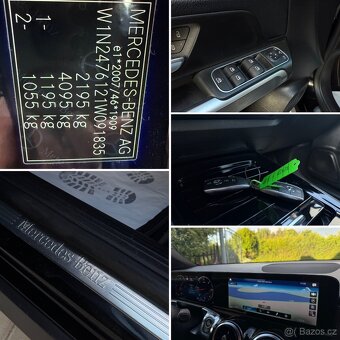 MERCEDES-BENZ AG
e1*2007/46*1909
W1N2476121W091835
2195 kg
4095 kg
1- 1195 kg
2- 1055 kg
Mercedes-Benz
©Bazos.cz